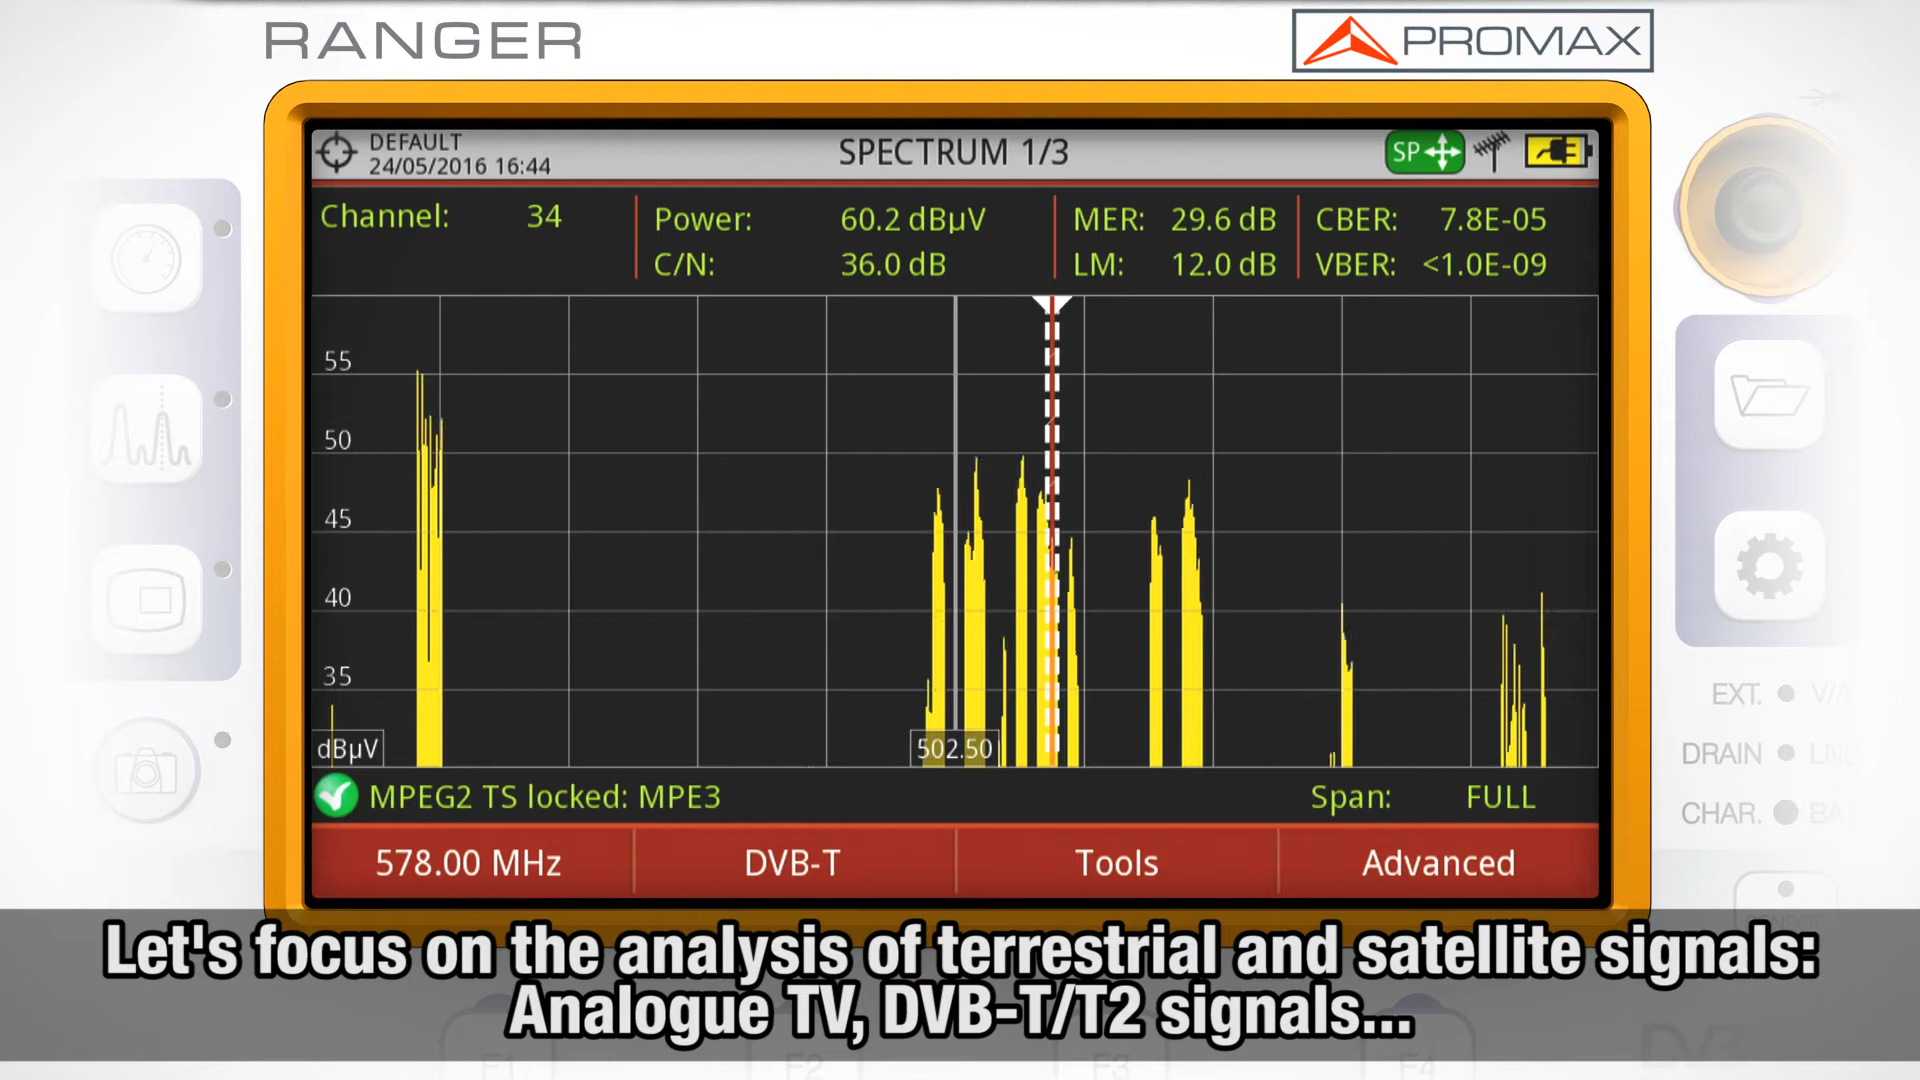 RANGER
PROMAX
DEFAULT
24/05/2016 16:44
SPECTRUM 1/3
SP
Channel: 34
Power: 60.2 dBµV
C/N: 36.0 dB
MER: 29.6 dB
LM: 12.0 dB
CBER: 7.8E-05
VBER: <1.0E-09
55
50
45
40
35
dBµV
502.50
MPEG2 TS locked: MPE3
Span: FULL
578.00 MHz
DVB-T
Tools
Advanced
EXT.
DRAIN
CHAR.
Let's focus on the analysis of terrestrial and satellite signals:
Analogue TV, DVB-T/T2 signals...